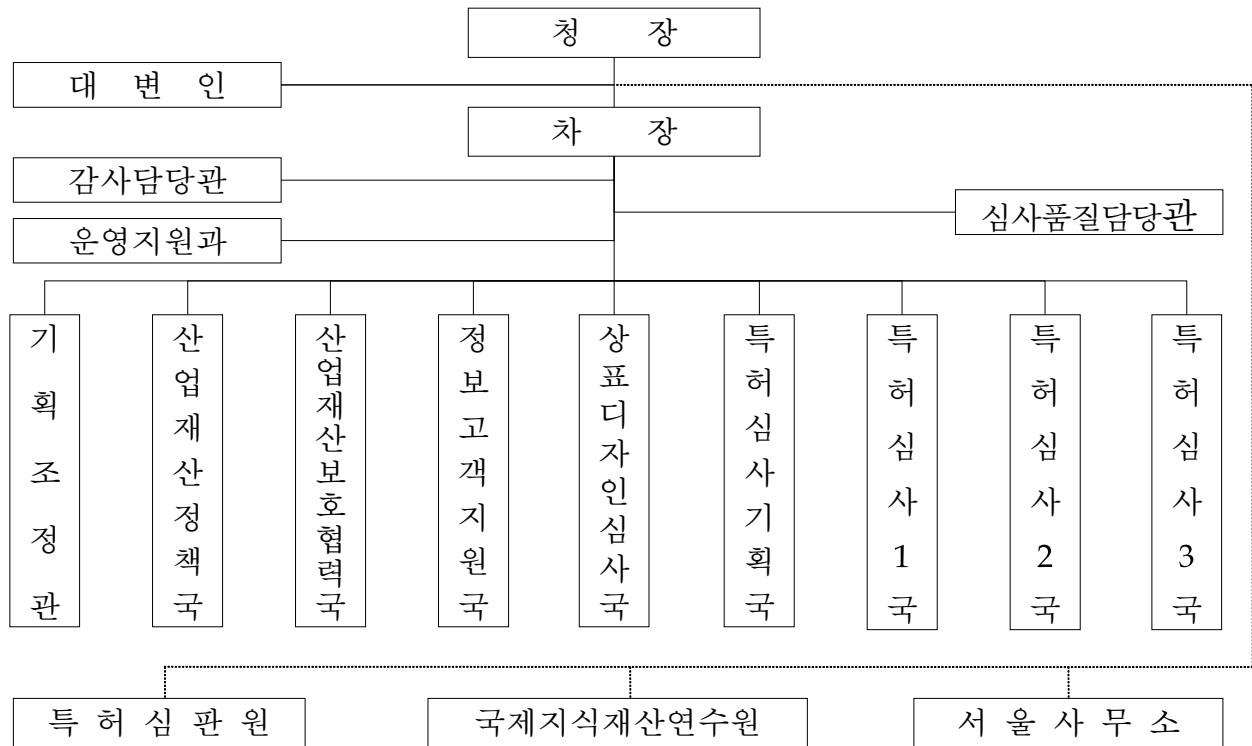 청 장
대 변 인
차 장
감사담당관
심사품질담당관
운영지원과
기획조정관
산업재산정책국
산업재산보호협력국
정보고객지원국
상표디자인심사국
특허심사기획국
특허심사1국
특허심사2국
특허심사3국
특 허 심 판 원
국제지식재산연수원
서 울 사 무 소